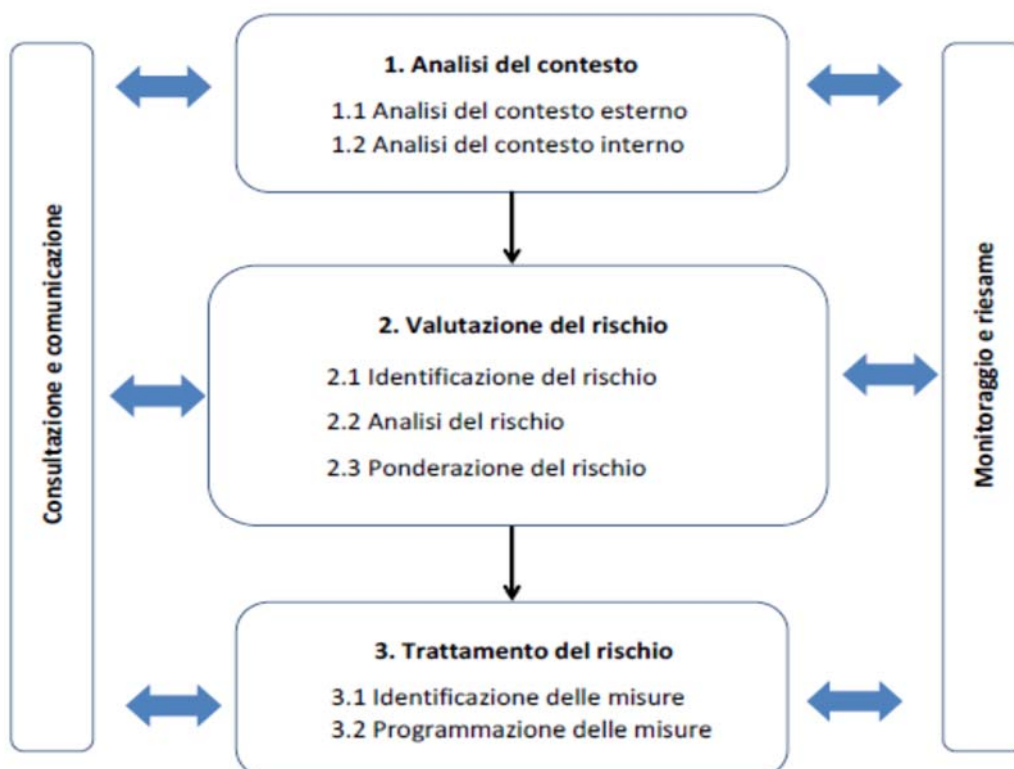 Consultazione e comunicazione
1. Analisi del contesto
1.1 Analisi del contesto esterno
1.2 Analisi del contesto interno
2. Valutazione del rischio
2.1 Identificazione del rischio
2.2 Analisi del rischio
2.3 Ponderazione del rischio
3. Trattamento del rischio
3.1 Identificazione delle misure
3.2 Programmazione delle misure
Monitoraggio e riesame